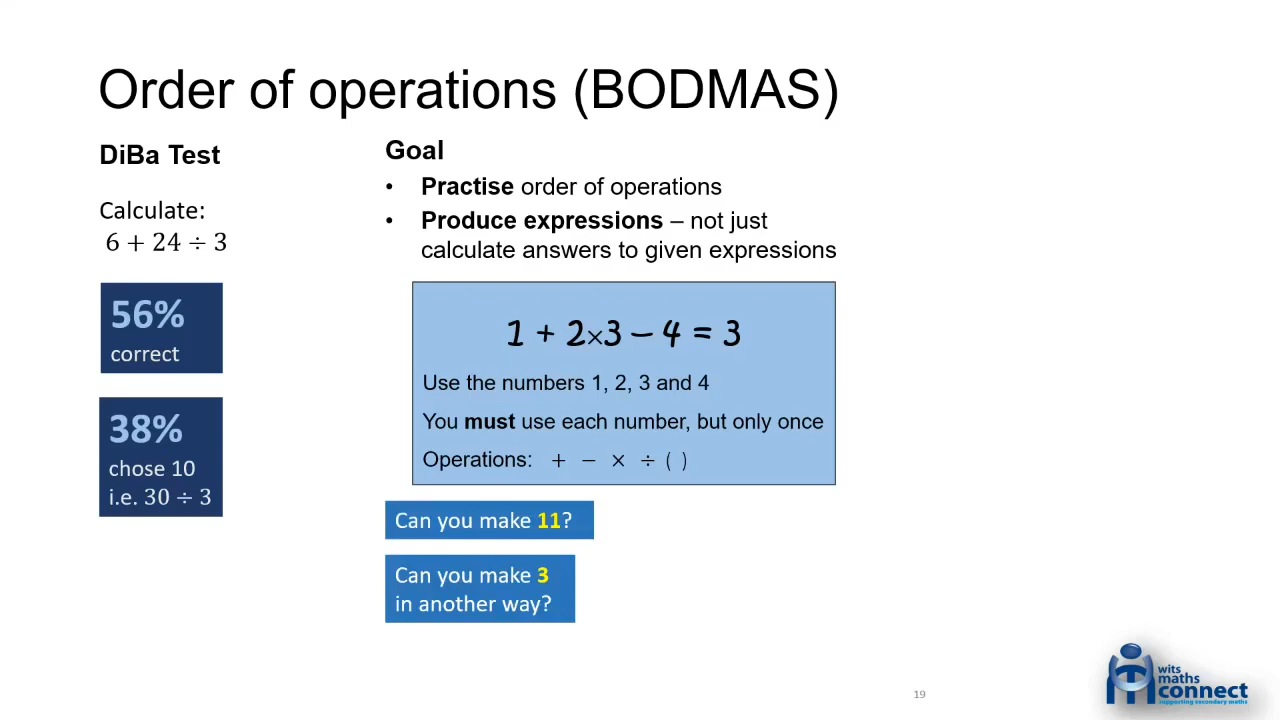 Order of operations (BODMAS)
DiBa Test
Calculate:
6 + 24 ÷ 3
56%
correct
38%
chose 10
i.e. 30 ÷ 3
Goal
• Practise order of operations
• Produce expressions – not just
calculate answers to given expressions
1 + 2×3 – 4 = 3
Use the numbers 1, 2, 3 and 4
You must use each number, but only once
Operations: + − × ÷ ( )
Can you make 11?
Can you make 3
in another way?
19
wits
maths
connect
supporting secondary maths